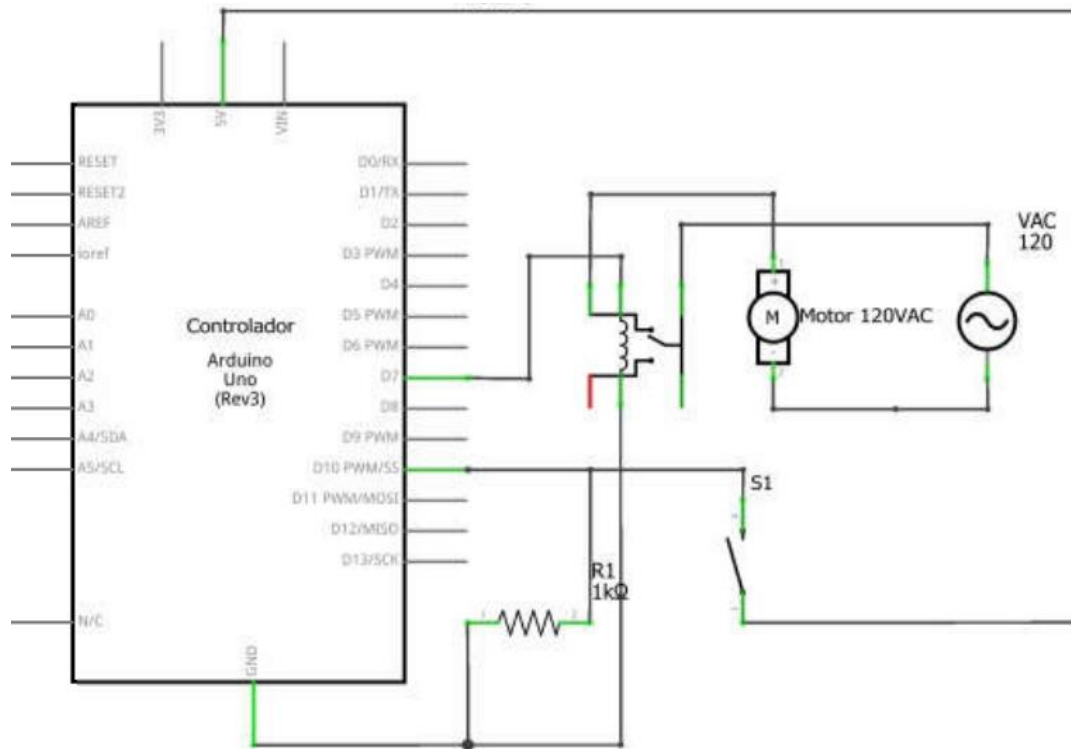 3V3
5V
VIN
RESET
RESET2
AREF
ioref
A0
A1
A2
A3
A4/SDA
A5/SCL
N/C
D0/RX
D1/TX
D2
D3 PWM
D4
D5 PWM
D6 PWM
D7
D8
D9 PWM
D10 PWM/SS
D11 PWM/MOSI
D12/MISO
D13/SCK
GND
Controlador
Arduino
Uno
(Rev3)
M
Motor 120VAC
VAC
120
S1
R1
1kΩ
1
2